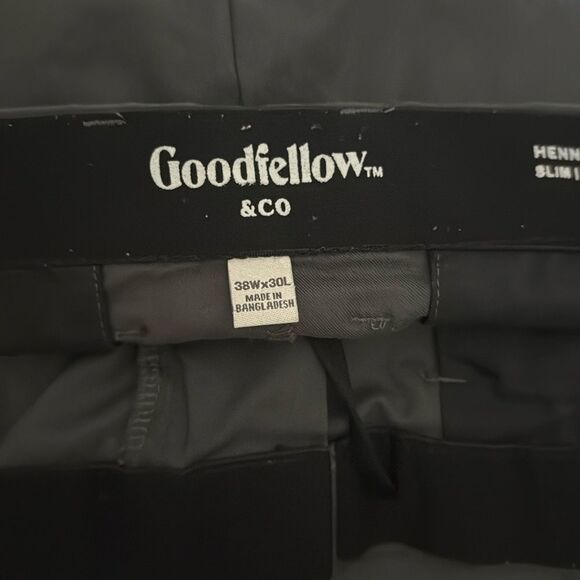 Goodfellow™
& CO
HENN
SLIM
38Wx30L
MADE IN
BANGLADESH